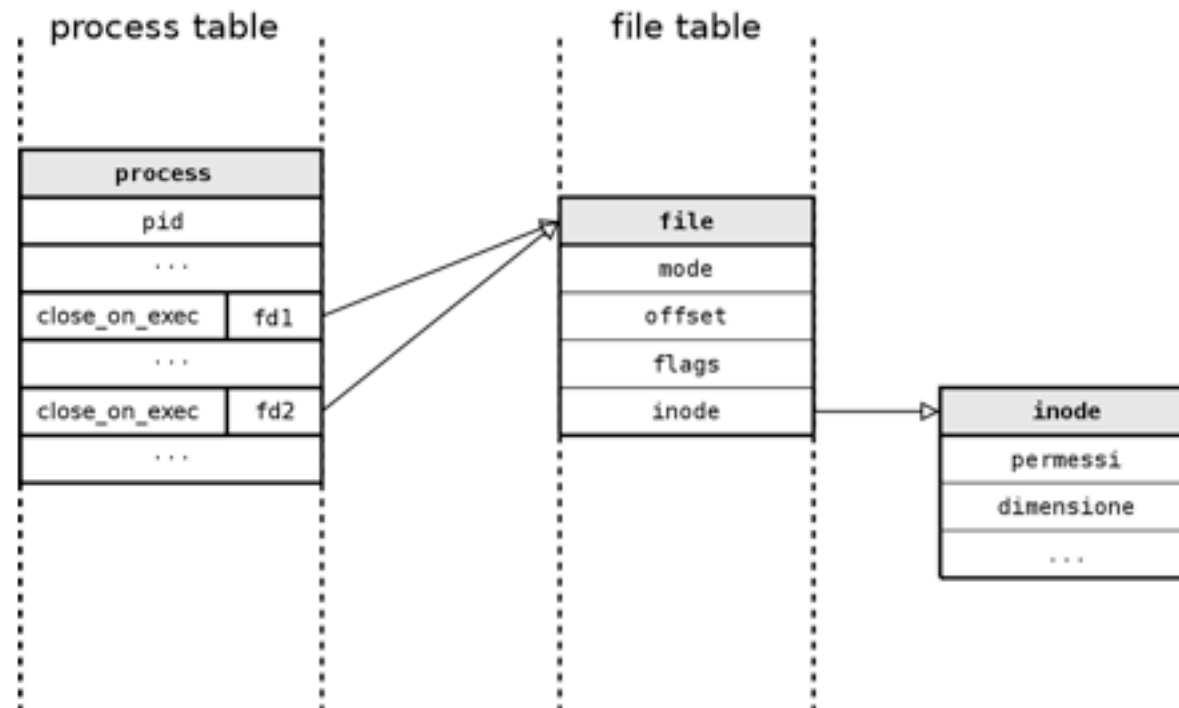 process table
file table
process
pid
...
close_on_exec fd1
...
close_on_exec fd2
...
file
mode
offset
flags
inode
inode
permessi
dimensione
...